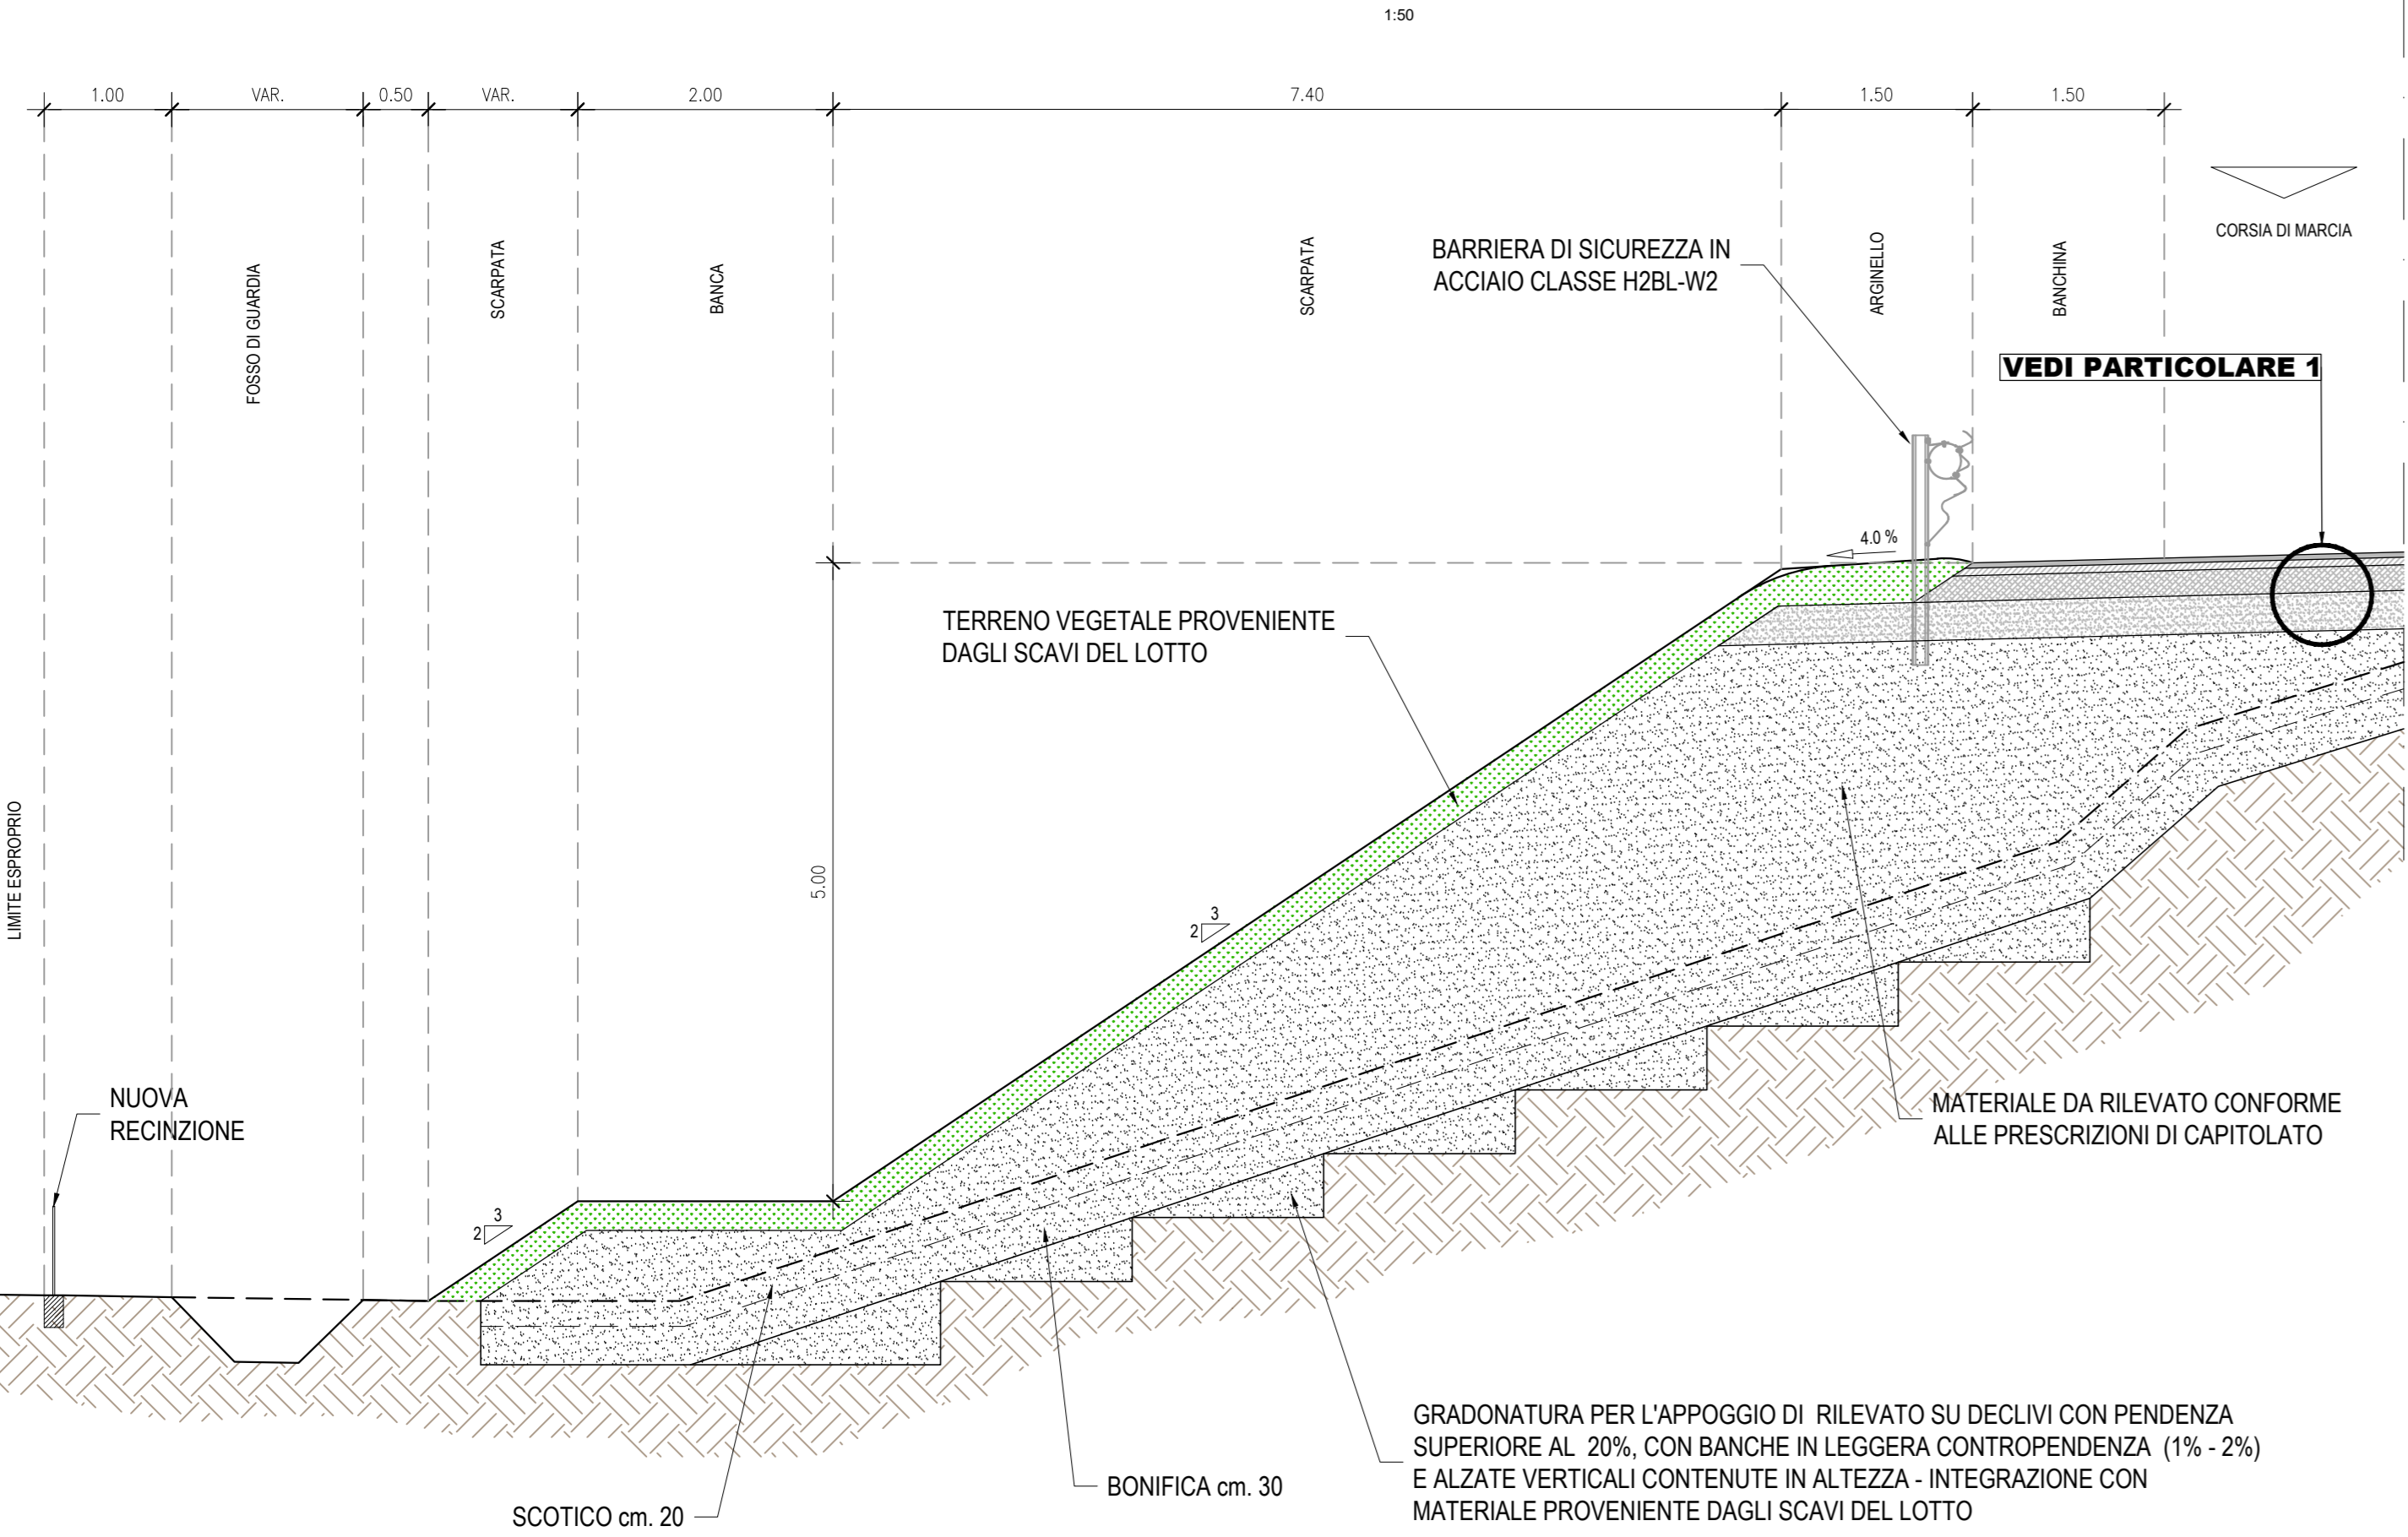 1:50
1.00
VAR.
0.50
VAR.
2.00
7.40
1.50
1.50
CORSIA DI MARCIA
LIMITE ESPROPRIO
FOSSO DI GUARDIA
SCARPATA
BANCA
SCARPATA
ARGINELLO
BANCHINA
BARRIERA DI SICUREZZA IN
ACCIAIO CLASSE H2BL-W2
VEDI PARTICOLARE 1
4.0 %
TERRENO VEGETALE PROVENIENTE
DAGLI SCAVI DEL LOTTO
5.00
3
2
NUOVA
RECINZIONE
MATERIALE DA RILEVATO CONFORME
ALLE PRESCRIZIONI DI CAPITOLATO
3
2
GRADONATURA PER L'APPOGGIO DI RILEVATO SU DECLIVI CON PENDENZA
SUPERIORE AL 20%, CON BANCHE IN LEGGERA CONTROPENDENZA (1% - 2%)
E ALZATE VERTICALI CONTENUTE IN ALTEZZA - INTEGRAZIONE CON
MATERIALE PROVENIENTE DAGLI SCAVI DEL LOTTO
BONIFICA cm. 30
SCOTICO cm. 20